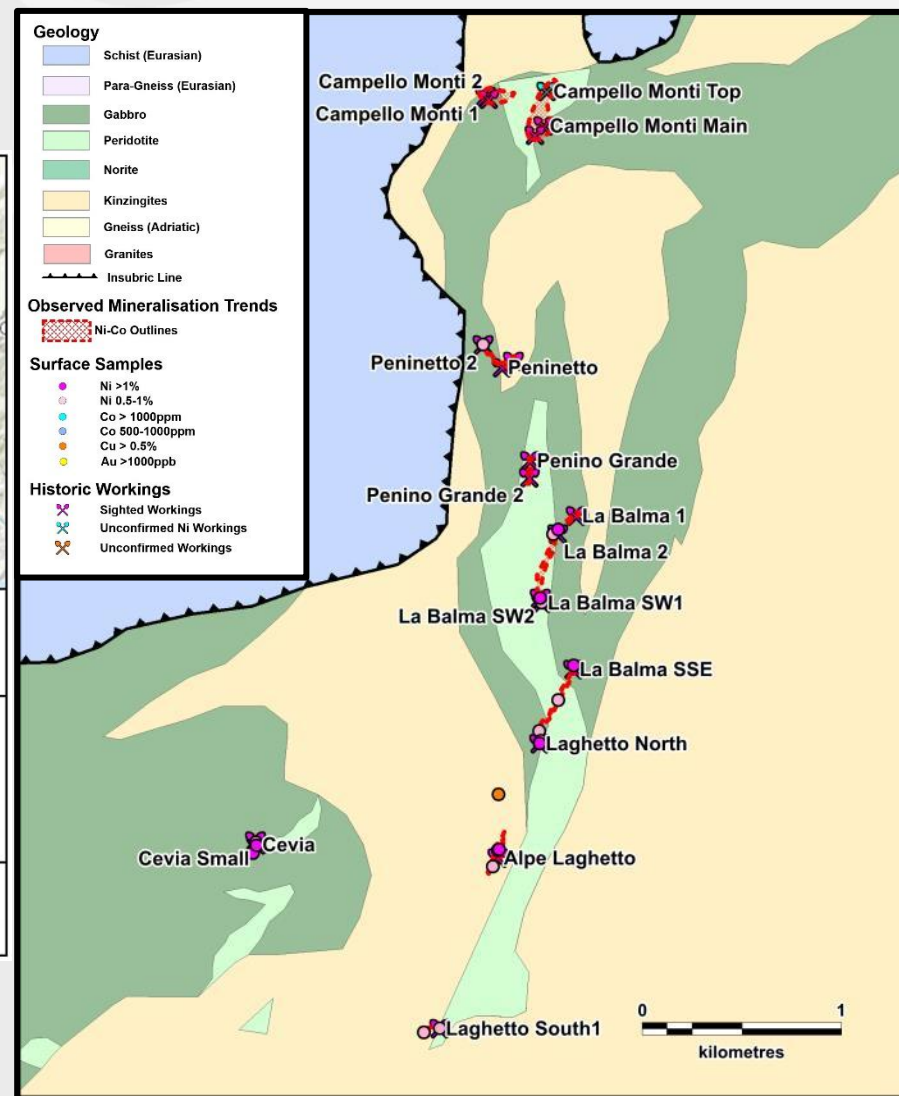 Geology
Schist (Eurasian)
Para-Gneiss (Eurasian)
Gabbro
Peridotite
Norite
Kinzingites
Gneiss (Adriatic)
Granites
Insubric Line
Observed Mineralisation Trends
Ni-Co Outlines
Surface Samples
Ni >1%
Ni 0.5-1%
Co > 1000ppm
Co 500-1000ppm
Cu > 0.5%
Au >1000ppb
Historic Workings
Sighted Workings
Unconfirmed Ni Workings
Unconfirmed Workings
Campello Monti 2
Campello Monti Top
Campello Monti 1
Campello Monti Main
Peninetto 2
Peninetto
Penino Grande
Penino Grande 2
La Balma 1
La Balma 2
La Balma SW1
La Balma SW2
La Balma SSE
Laghetto North
Cevia
Cevia Small
Alpe Laghetto
Laghetto South1
0 1
kilometres